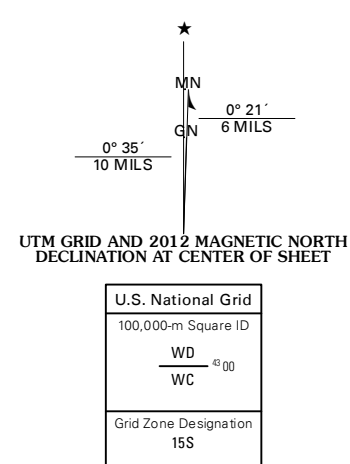 ★
MN
0° 21´
6 MILS
GN
0° 35´
10 MILS
UTM GRID AND 2012 MAGNETIC NORTH
DECLINATION AT CENTER OF SHEET
U.S. National Grid
100,000-m Square ID
WD
43 00
WC
Grid Zone Designation
15S